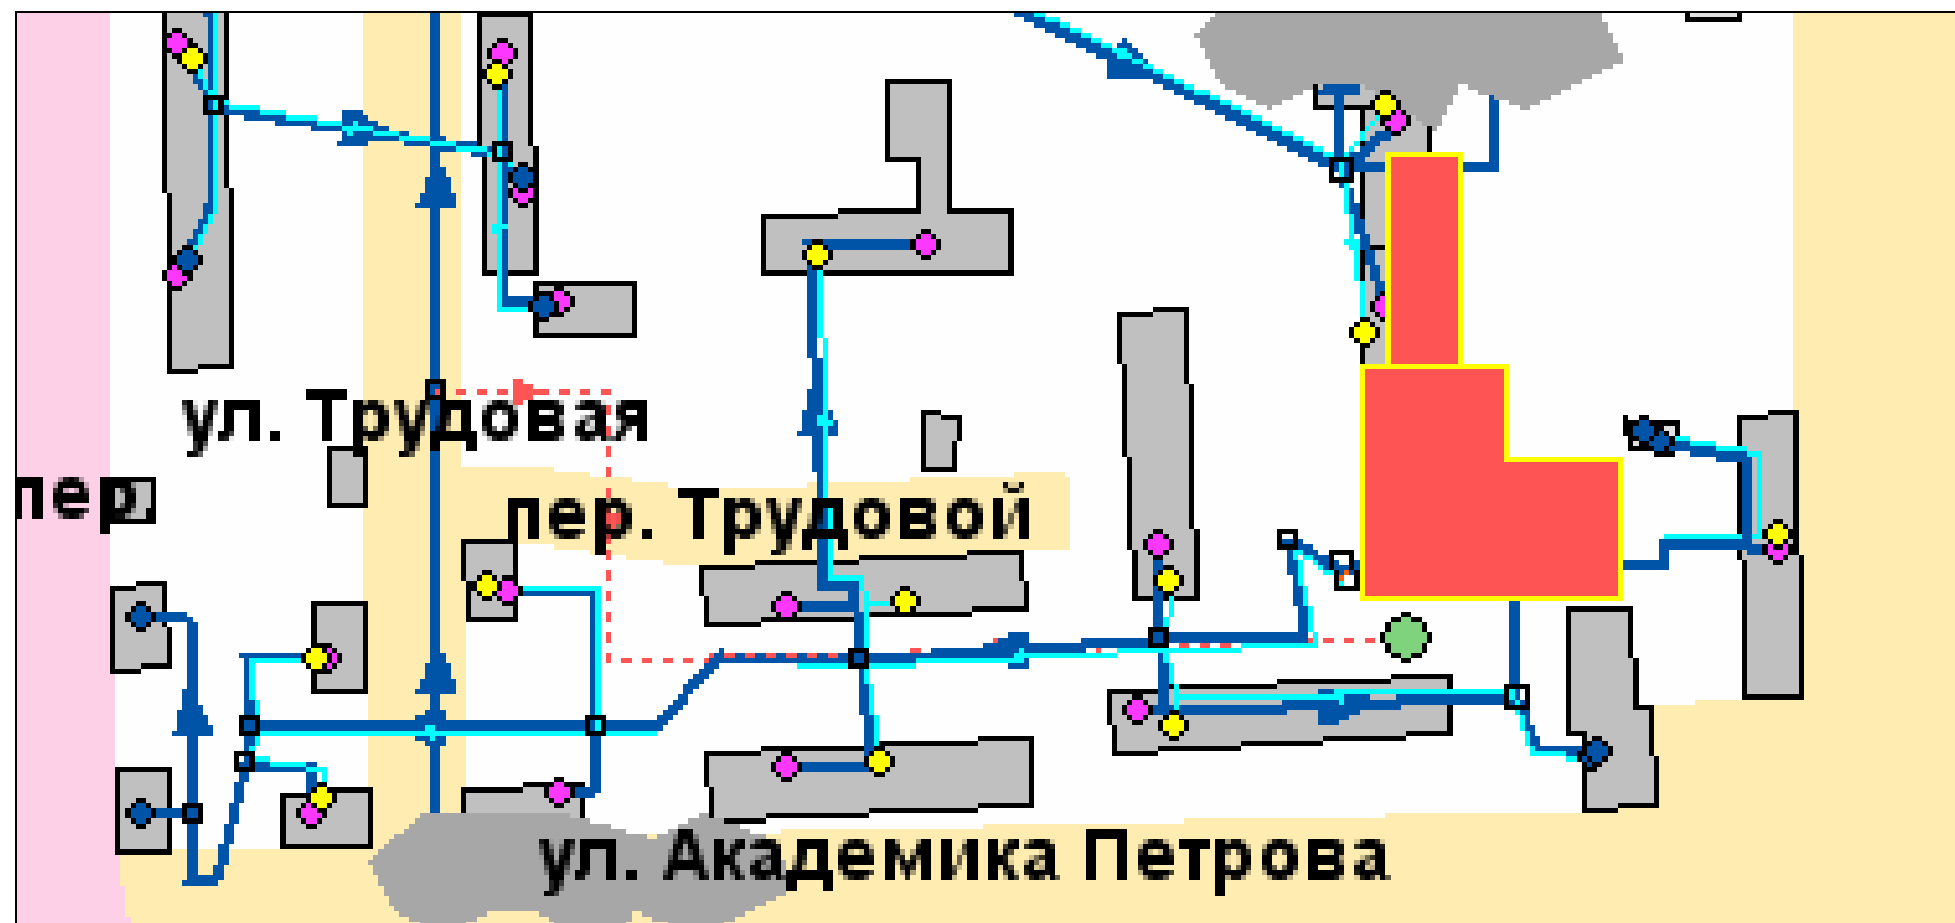 ул. Трудовая
пер
пер. Трудовой
ул. Академика Петрова